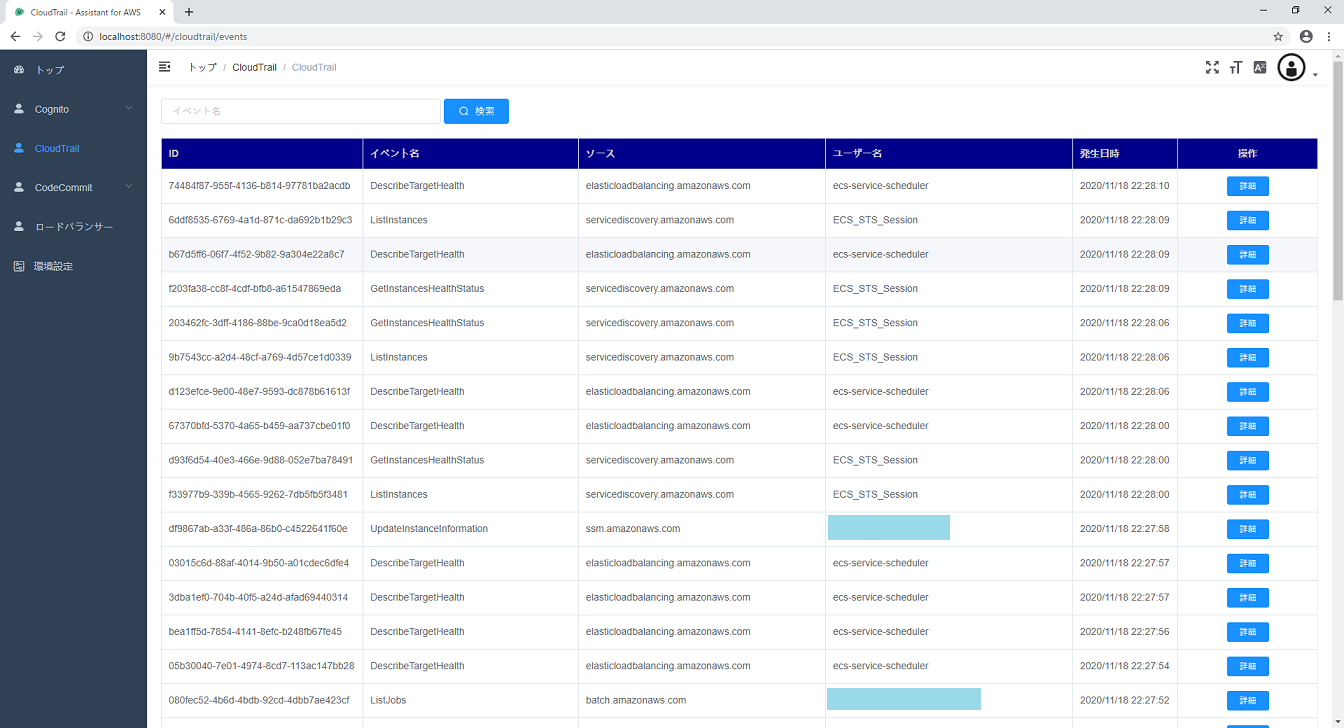 CloudTrail - Assistant for AWS
localhost:8080/#/cloudtrail/events
トップ
Cognito
CloudTrail
CodeCommit
ロードバランサー
環境設定
トップ / CloudTrail / CloudTrail
イベント名 検索
ID イベント名 ソース ユーザー名 発生日時 操作
74484f87-955f-4136-b814-97781ba2acdb DescribeTargetHealth elasticloadbalancing.amazonaws.com ecs-service-scheduler 2020/11/18 22:28:10 詳細
6ddf8535-6769-4a1d-871c-da692b1b29c3 ListInstances servicediscovery.amazonaws.com ECS_STS_Session 2020/11/18 22:28:09 詳細
b67d5ff6-06f7-4f52-9b82-9a304e22a8c7 DescribeTargetHealth elasticloadbalancing.amazonaws.com ecs-service-scheduler 2020/11/18 22:28:09 詳細
f203fa38-cc8f-4cdf-bfb8-a61547869eda GetInstancesHealthStatus servicediscovery.amazonaws.com ECS_STS_Session 2020/11/18 22:28:09 詳細
203462fc-3dff-4186-88be-9ca0d18ea5d2 GetInstancesHealthStatus servicediscovery.amazonaws.com ECS_STS_Session 2020/11/18 22:28:06 詳細
9b7543cc-a2d4-48cf-a769-4d57ce1d0339 ListInstances servicediscovery.amazonaws.com ECS_STS_Session 2020/11/18 22:28:06 詳細
d123efce-9e00-48e7-9593-dc878b61613f DescribeTargetHealth elasticloadbalancing.amazonaws.com ecs-service-scheduler 2020/11/18 22:28:06 詳細
67370bfd-5370-4a65-b459-aa737cbe01f0 DescribeTargetHealth elasticloadbalancing.amazonaws.com ecs-service-scheduler 2020/11/18 22:28:00 詳細
d93f6d54-40e3-466e-9d88-052e7ba78491 GetInstancesHealthStatus servicediscovery.amazonaws.com ECS_STS_Session 2020/11/18 22:28:00 詳細
f33977b9-339b-4565-9262-7db5fb5f3481 ListInstances servicediscovery.amazonaws.com ECS_STS_Session 2020/11/18 22:28:00 詳細
df9867ab-a33f-486a-86b0-c4522641f60e UpdateInstanceInformation ssm.amazonaws.com 2020/11/18 22:27:58 詳細
03015c6d-88af-4014-9b50-a01cdec6dfe4 DescribeTargetHealth elasticloadbalancing.amazonaws.com ecs-service-scheduler 2020/11/18 22:27:57 詳細
3dba1ef0-704b-40f5-a24d-afad69440314 DescribeTargetHealth elasticloadbalancing.amazonaws.com ecs-service-scheduler 2020/11/18 22:27:57 詳細
bea1ff5d-7854-4141-8efc-b248fb67fe45 DescribeTargetHealth elasticloadbalancing.amazonaws.com ecs-service-scheduler 2020/11/18 22:27:56 詳細
05b30040-7e01-4974-8cd7-113ac147bb28 DescribeTargetHealth elasticloadbalancing.amazonaws.com ecs-service-scheduler 2020/11/18 22:27:54 詳細
080fec52-4b6d-4bdb-92cd-4dbb7ae423cf ListJobs batch.amazonaws.com 2020/11/18 22:27:52 詳細